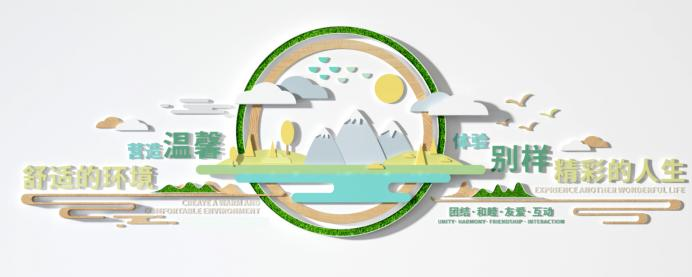 营造温馨
舒适的环境
CREATE A WARM AND
COMFORTABLE ENVIRONMENT
体验别样精彩的人生
EXPRIENCE ANOTHER WONDERFUL LIFE
团结·和睦·友爱·互动
UNITY· HARMONY· FRIENDSHIP · INTERACTION